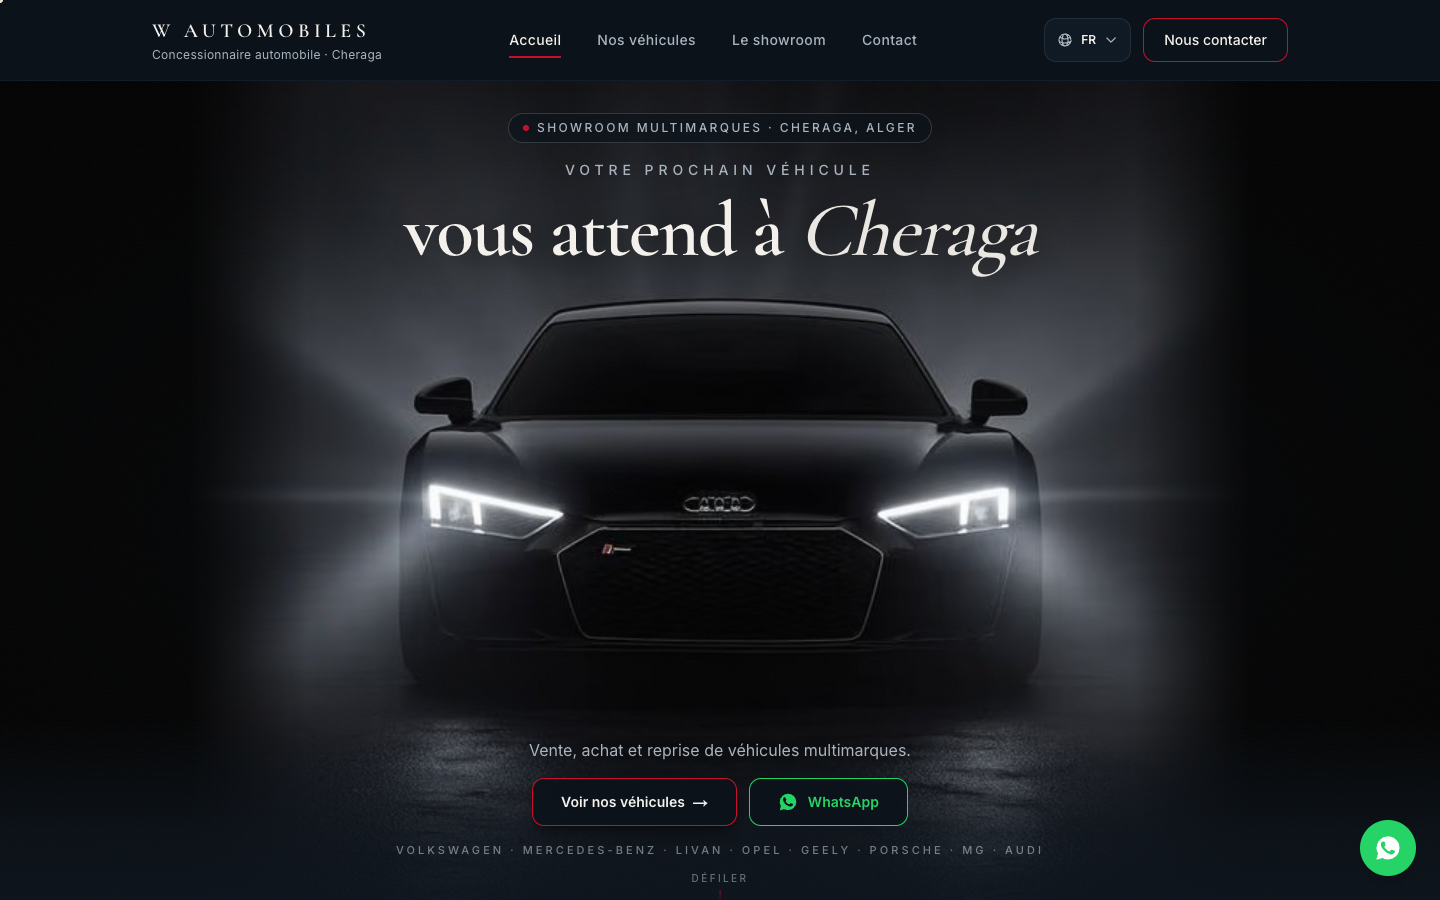 W AUTOMOBILES
Concessionnaire automobile · Cheraga
Accueil
Nos véhicules
Le showroom
Contact
FR
Nous contacter
SHOWROOM MULTIMARQUES · CHERAGA, ALGER
VOTRE PROCHAIN VÉHICULE
vous attend à Cheraga
Vente, achat et reprise de véhicules multimarques.
Voir nos véhicules →
WhatsApp
VOLKSWAGEN · MERCEDES-BENZ · LIVAN · OPEL · GEELY · PORSCHE · MG · AUDI
DÉFILER